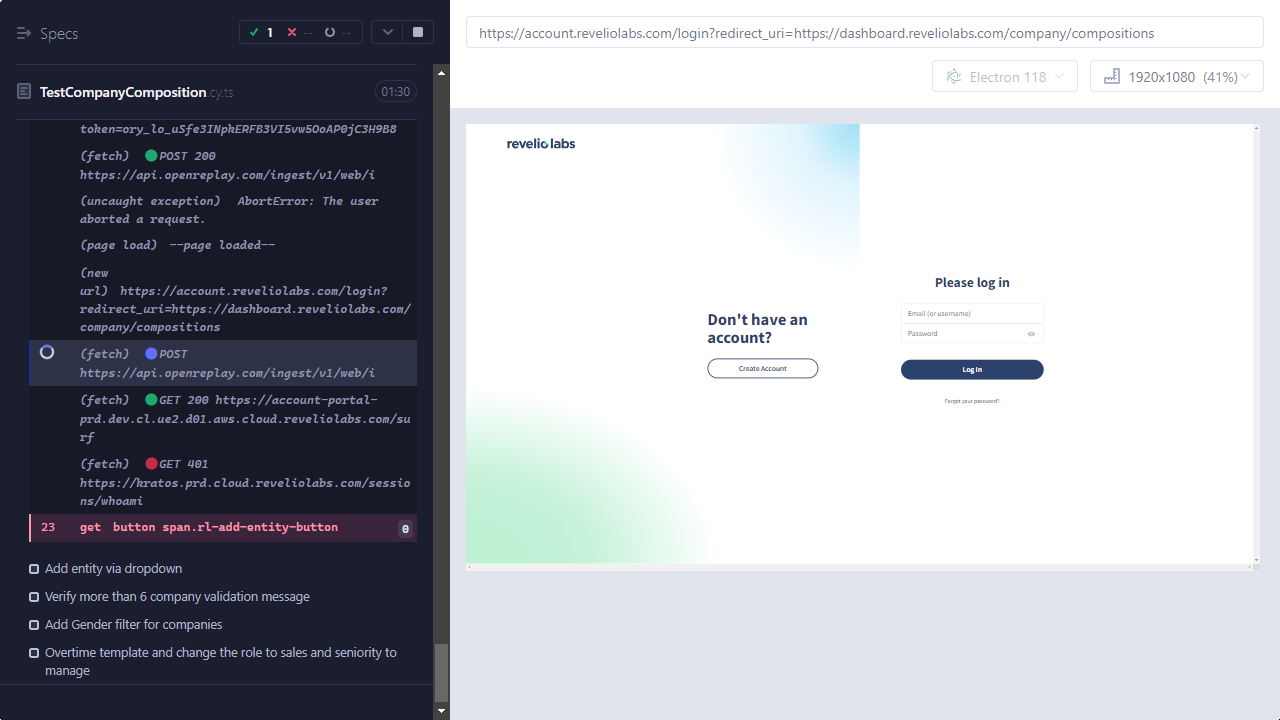 Specs
1
--
--
TestCompanyComposition.cy.ts
01:30
token=ory_lo_uSfe3INpkERFB3VI5vw5OoAP0jC3H9B8
(fetch) POST 200
https://api.openreplay.com/ingest/v1/web/i
(uncaught exception) AbortError: The user
aborted a request.
(page load) --page loaded--
(new
url) https://account.reveliolabs.com/login?
redirect_uri=https://dashboard.reveliolabs.com/
company/compositions
(fetch) POST
https://api.openreplay.com/ingest/v1/web/i
(fetch) GET 200 https://account-portal-
prd.dev.cl.ue2.d01.aws.cloud.reveliolabs.com/su
rf
(fetch) GET 401
https://kratos.prd.cloud.reveliolabs.com/sessio
ns/whoami
23 get button span.rl-add-entity-button 0
Add entity via dropdown
Verify more than 6 company validation message
Add Gender filter for companies
Overtime template and change the role to sales and seniority to
manage
https://account.reveliolabs.com/login?redirect_uri=https://dashboard.reveliolabs.com/company/compositions
Electron 118
1920x1080 (41%)
reveliolabs
Don't have an
account?
Create Account
Please log in
Email (or username)
Password
Log In
Forgot your password?